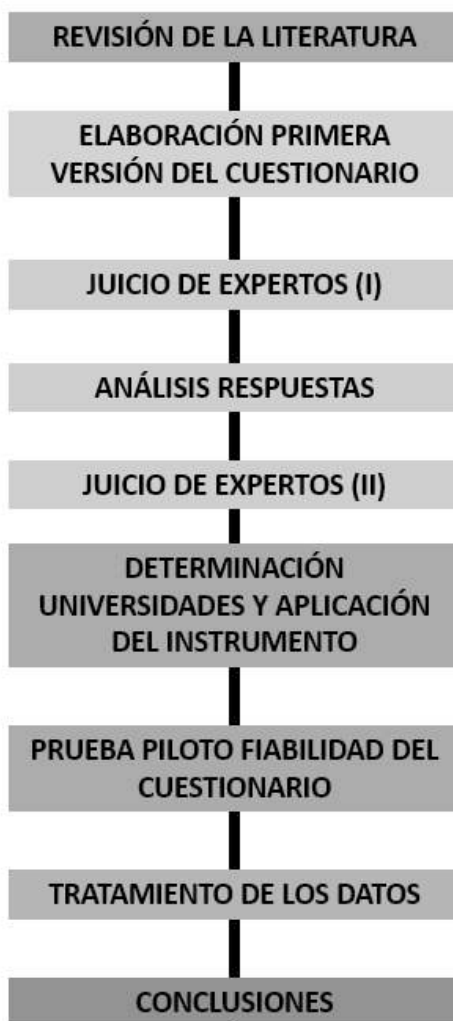 REVISIÓN DE LA LITERATURA
ELABORACIÓN PRIMERA
VERSIÓN DEL CUESTIONARIO
JUICIO DE EXPERTOS (I)
ANÁLISIS RESPUESTAS
JUICIO DE EXPERTOS (II)
DETERMINACIÓN
UNIVERSIDADES Y APLICACIÓN
DEL INSTRUMENTO
PRUEBA PILOTO FIABILIDAD DEL
CUESTIONARIO
TRATAMIENTO DE LOS DATOS
CONCLUSIONES